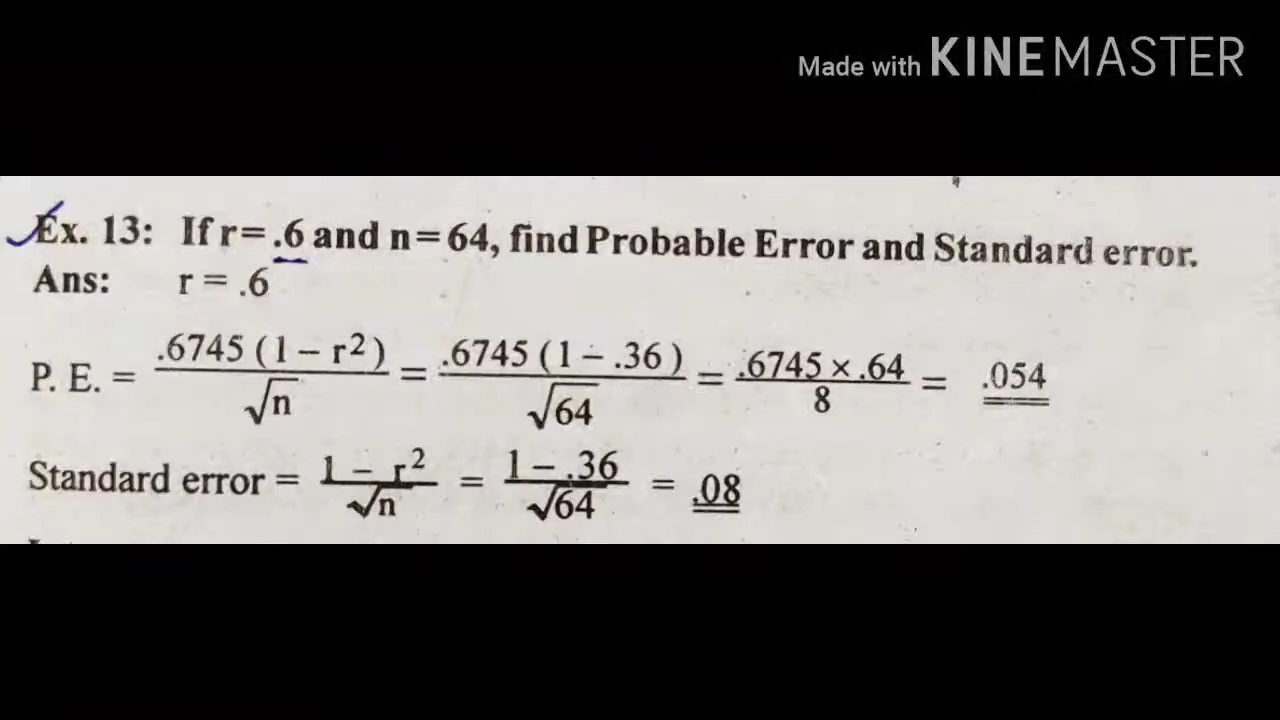 Made with KINEMASTER
Ex. 13: If r= .6 and n= 64, find Probable Error and Standard error.
Ans: r = .6
P. E. = .6745 (1 – r²) / √n = .6745 (1 – .36) / √64 = .6745 × .64 / 8 = .054
Standard error = 1 – r² / √n = 1 – .36 / √64 = .08